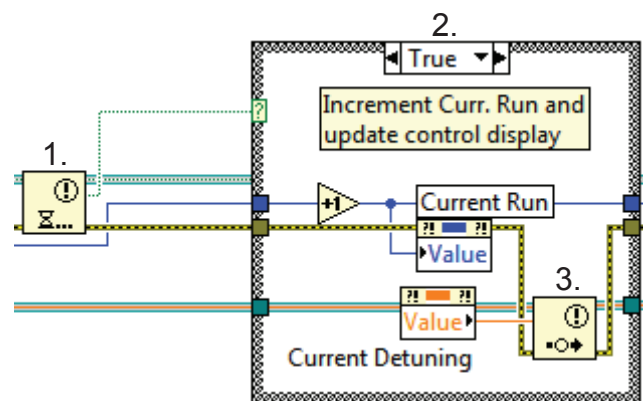 1.
2.
True
?
Increment Curr. Run and
update control display
+1
Current Run
?! ?!
Value
3.
?! ?!
Value
Current Detuning